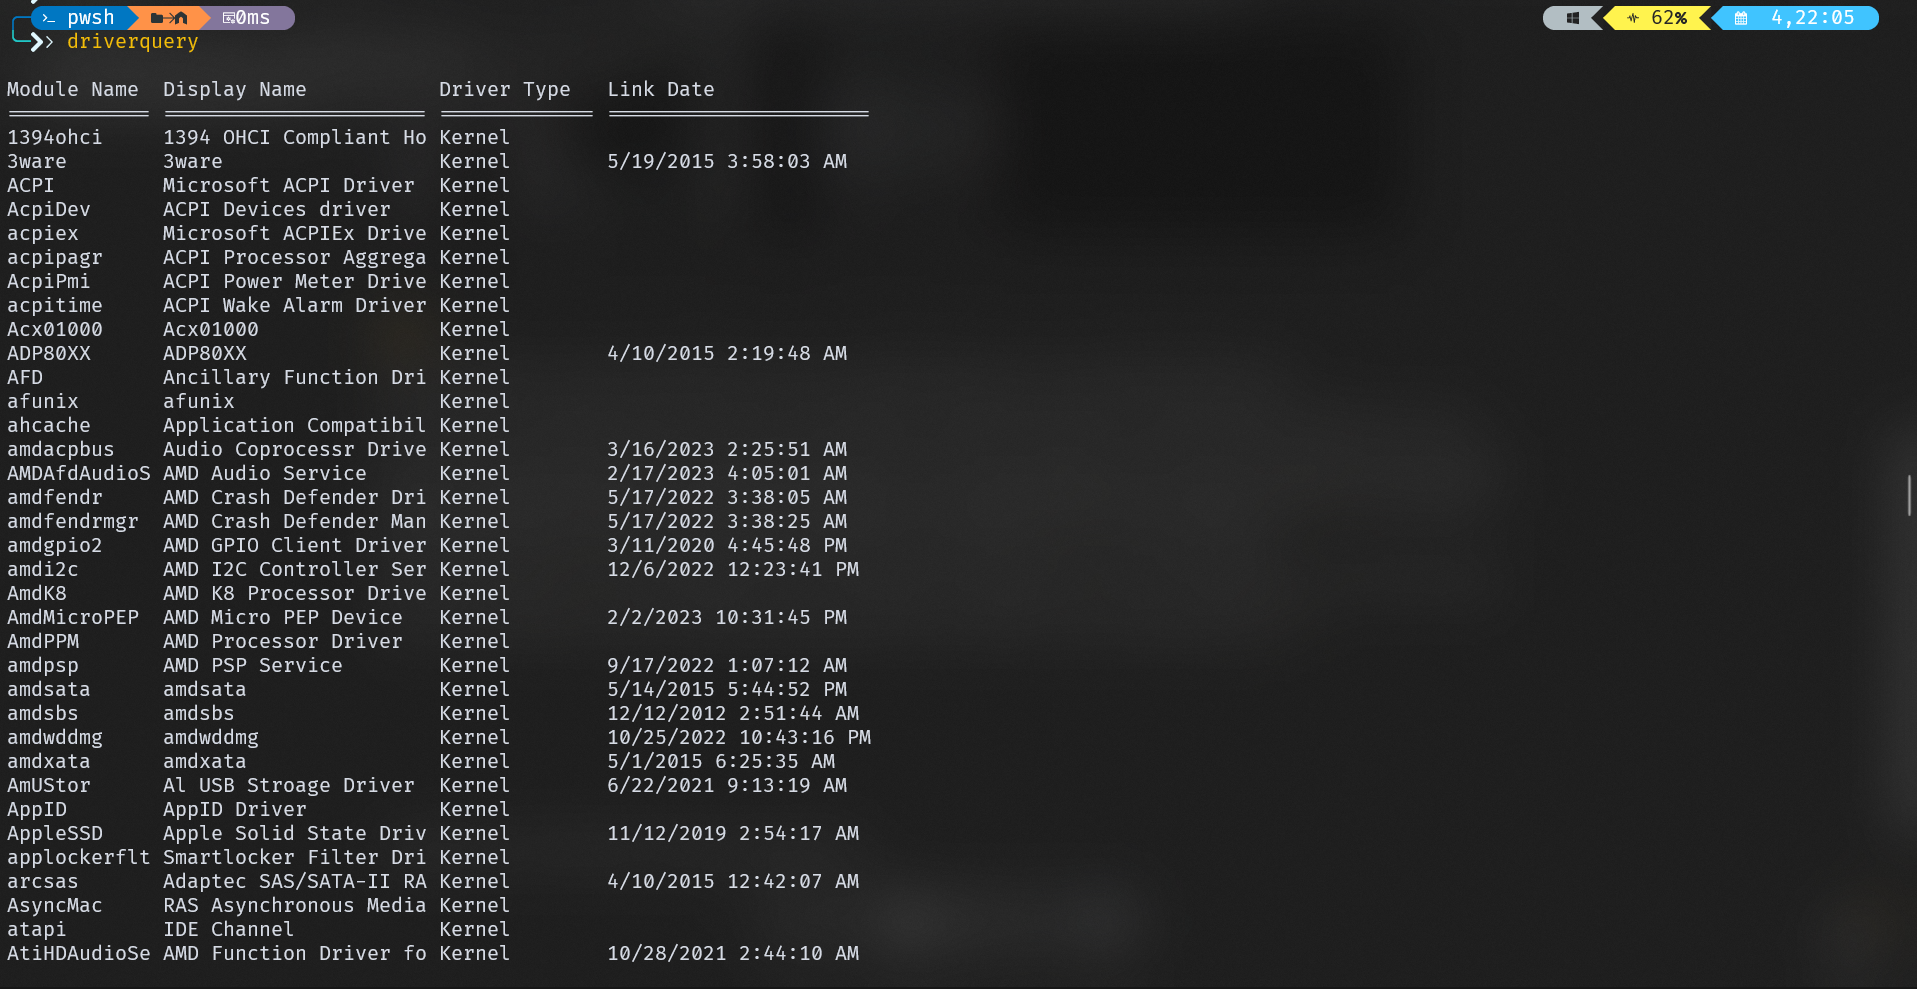 pwsh 0ms 62% 4,22:05
driverquery
Module Name Display Name Driver Type Link Date
1394ohci 1394 OHCI Compliant Ho Kernel
3ware 3ware Kernel 5/19/2015 3:58:03 AM
ACPI Microsoft ACPI Driver Kernel
AcpiDev ACPI Devices driver Kernel
acpiex Microsoft ACPIEx Drive Kernel
acpipagr ACPI Processor Aggrega Kernel
AcpiPmi ACPI Power Meter Drive Kernel
acpitime ACPI Wake Alarm Driver Kernel
Acx01000 Acx01000 Kernel
ADP80XX ADP80XX Kernel 4/10/2015 2:19:48 AM
AFD Ancillary Function Dri Kernel
afunix afunix Kernel
ahcache Application Compatibil Kernel
amdacpbus Audio Coprocessr Drive Kernel 3/16/2023 2:25:51 AM
AMDAfdAudioS AMD Audio Service Kernel 2/17/2023 4:05:01 AM
amdfendr AMD Crash Defender Dri Kernel 5/17/2022 3:38:05 AM
amdfendrmgr AMD Crash Defender Man Kernel 5/17/2022 3:38:25 AM
amdgpio2 AMD GPIO Client Driver Kernel 3/11/2020 4:45:48 PM
amdi2c AMD I2C Controller Ser Kernel 12/6/2022 12:23:41 PM
AmdK8 AMD K8 Processor Drive Kernel
AmdMicroPEP AMD Micro PEP Device Kernel 2/2/2023 10:31:45 PM
AmdPPM AMD Processor Driver Kernel
amdpsp AMD PSP Service Kernel 9/17/2022 1:07:12 AM
amdsata amdsata Kernel 5/14/2015 5:44:52 PM
amdsbs amdsbs Kernel 12/12/2012 2:51:44 AM
amdwddmg amdwddmg Kernel 10/25/2022 10:43:16 PM
amdxata amdxata Kernel 5/1/2015 6:25:35 AM
AmUStor Al USB Stroage Driver Kernel 6/22/2021 9:13:19 AM
AppID AppID Driver Kernel
AppleSSD Apple Solid State Driv Kernel 11/12/2019 2:54:17 AM
applockerflt Smartlocker Filter Dri Kernel
arcsas Adaptec SAS/SATA-II RA Kernel 4/10/2015 12:42:07 AM
AsyncMac RAS Asynchronous Media Kernel
atapi IDE Channel Kernel
AtiHDAudioSe AMD Function Driver fo Kernel 10/28/2021 2:44:10 AM